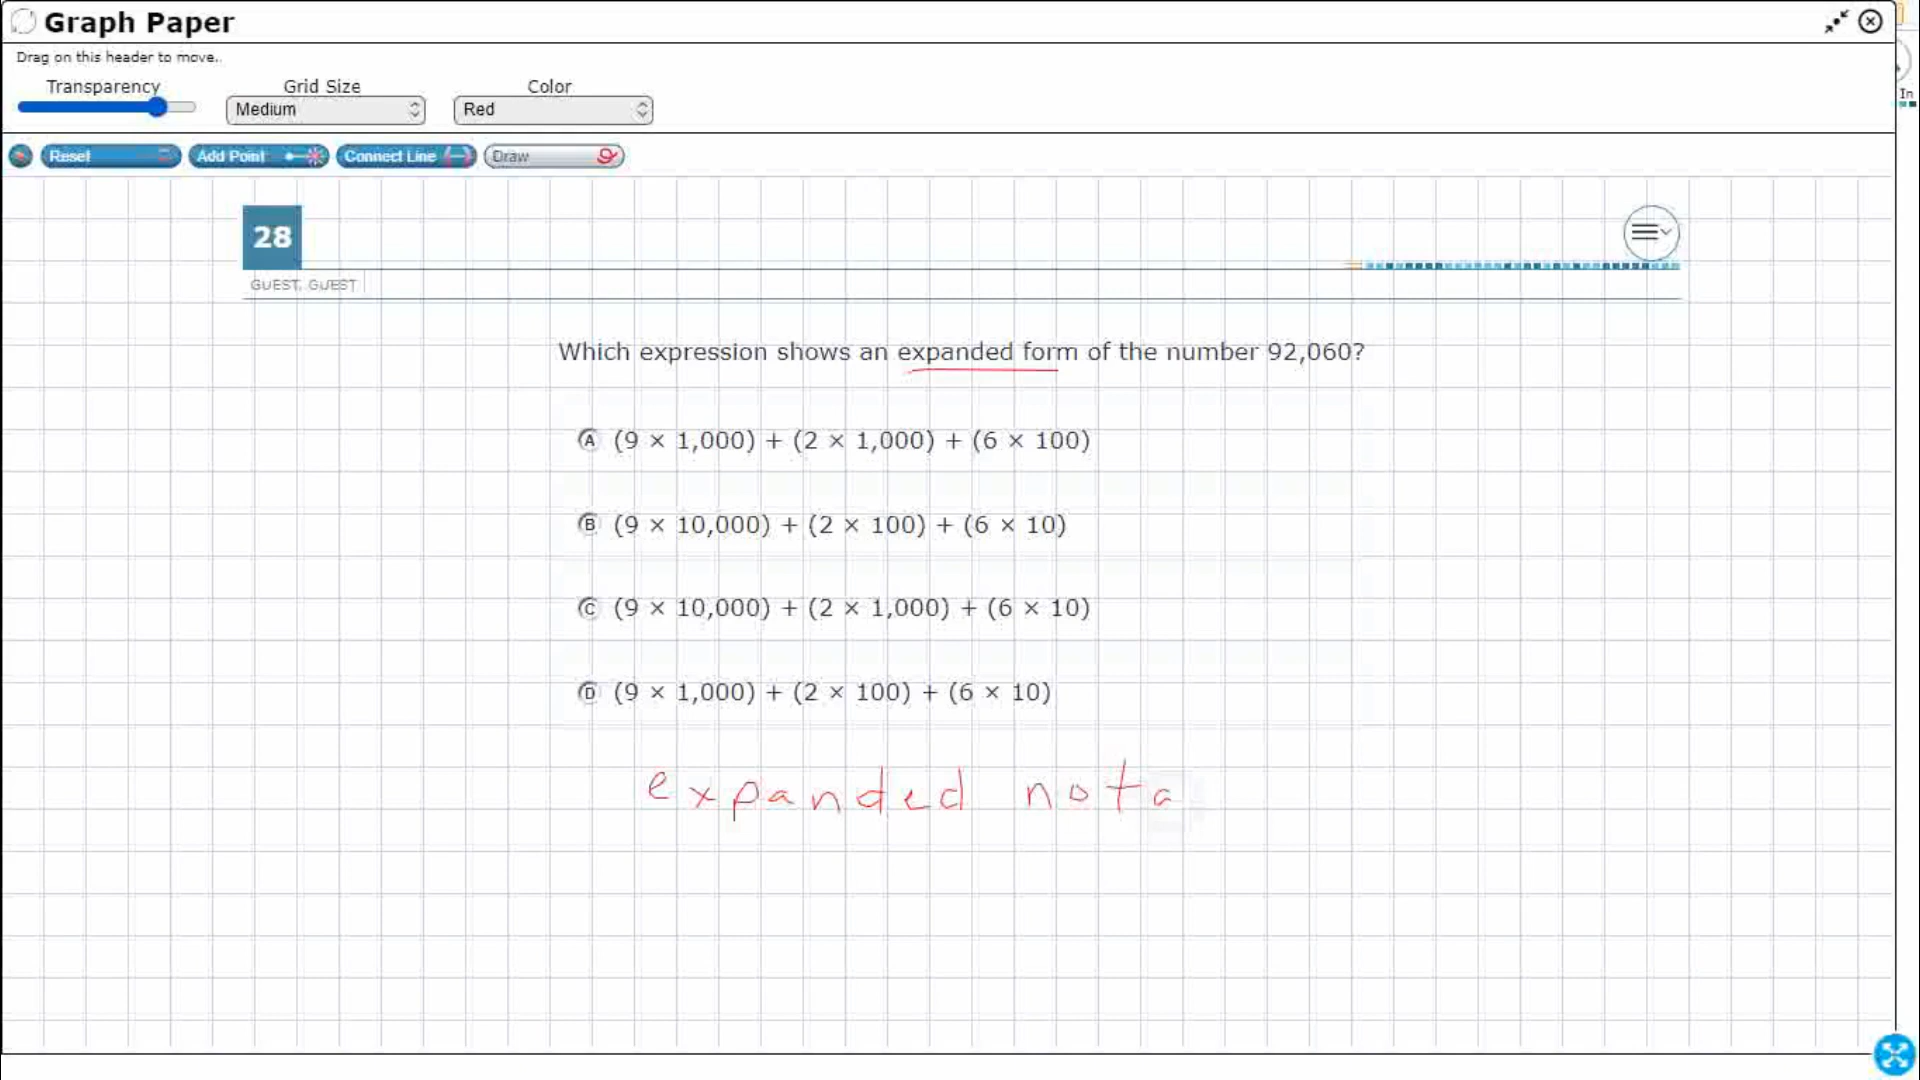 Graph Paper
Drag on this header to move..
Transparency Grid Size Color
Medium Red
Reset Add Point Connect Line Draw
In
28
GUEST, GUEST
Which expression shows an expanded form of the number 92,060?
A (9 × 1,000) + (2 × 1,000) + (6 × 100)
B (9 × 10,000) + (2 × 100) + (6 × 10)
C (9 × 10,000) + (2 × 1,000) + (6 × 10)
D (9 × 1,000) + (2 × 100) + (6 × 10)
expanded nota